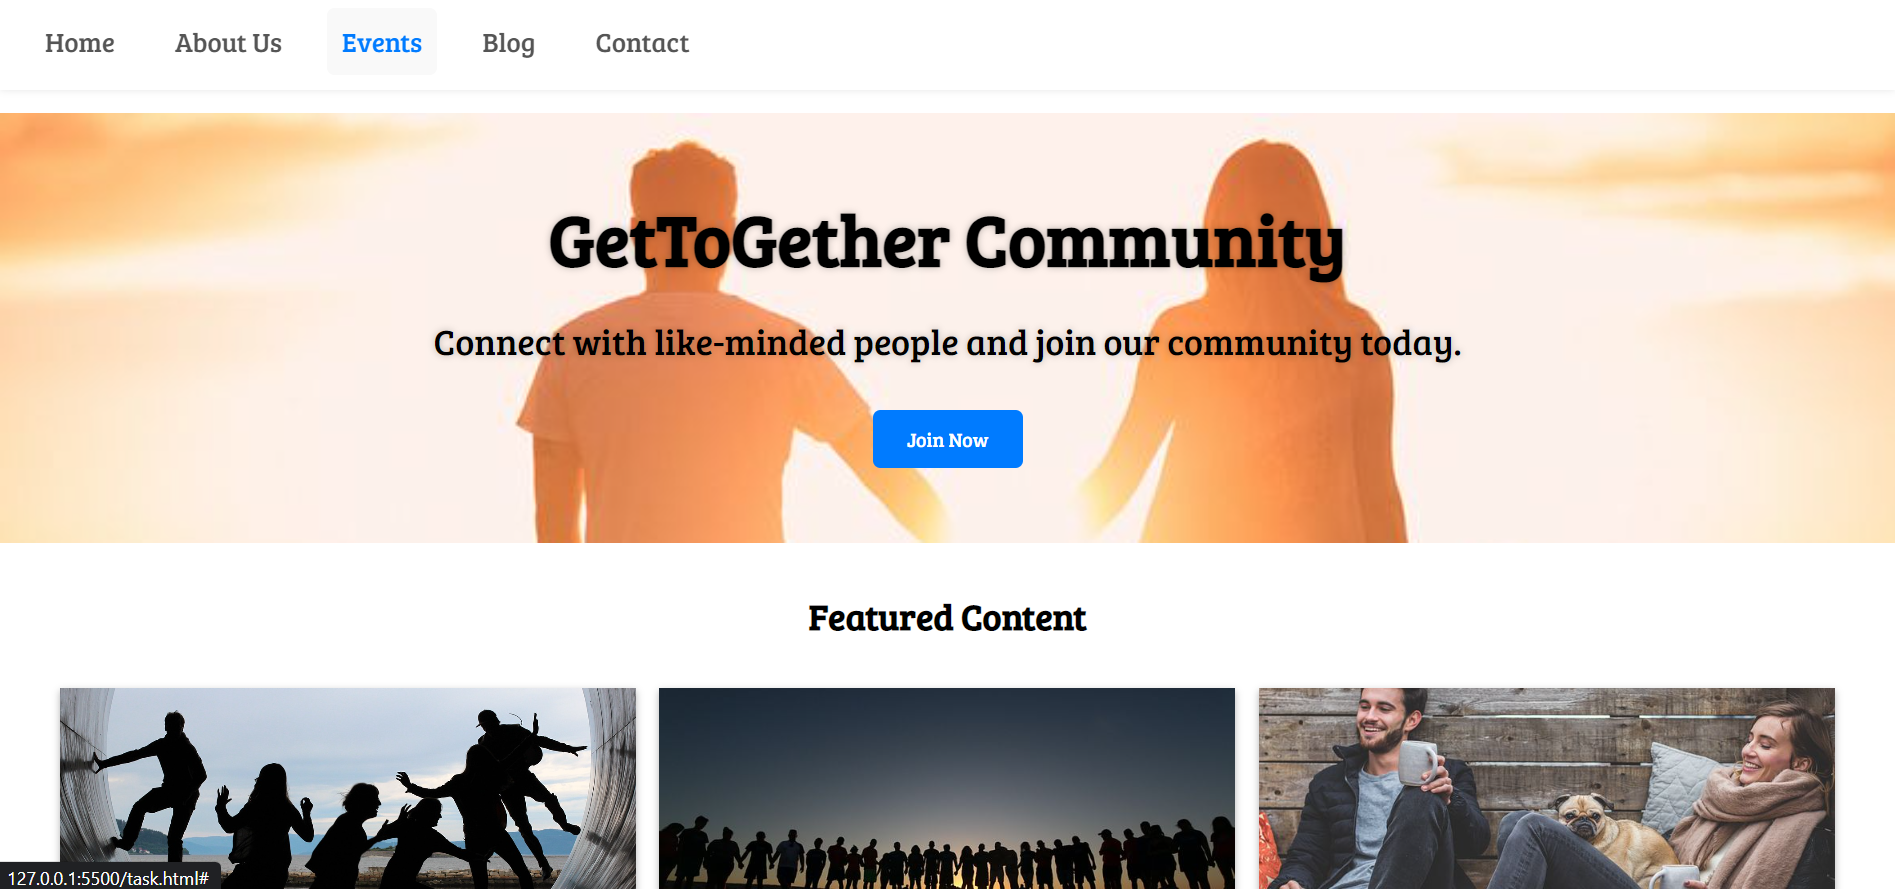 Home About Us Events Blog Contact
GetToGether Community
Connect with like-minded people and join our community today.
Join Now
Featured Content
127.0.0.1:5500/task.html#